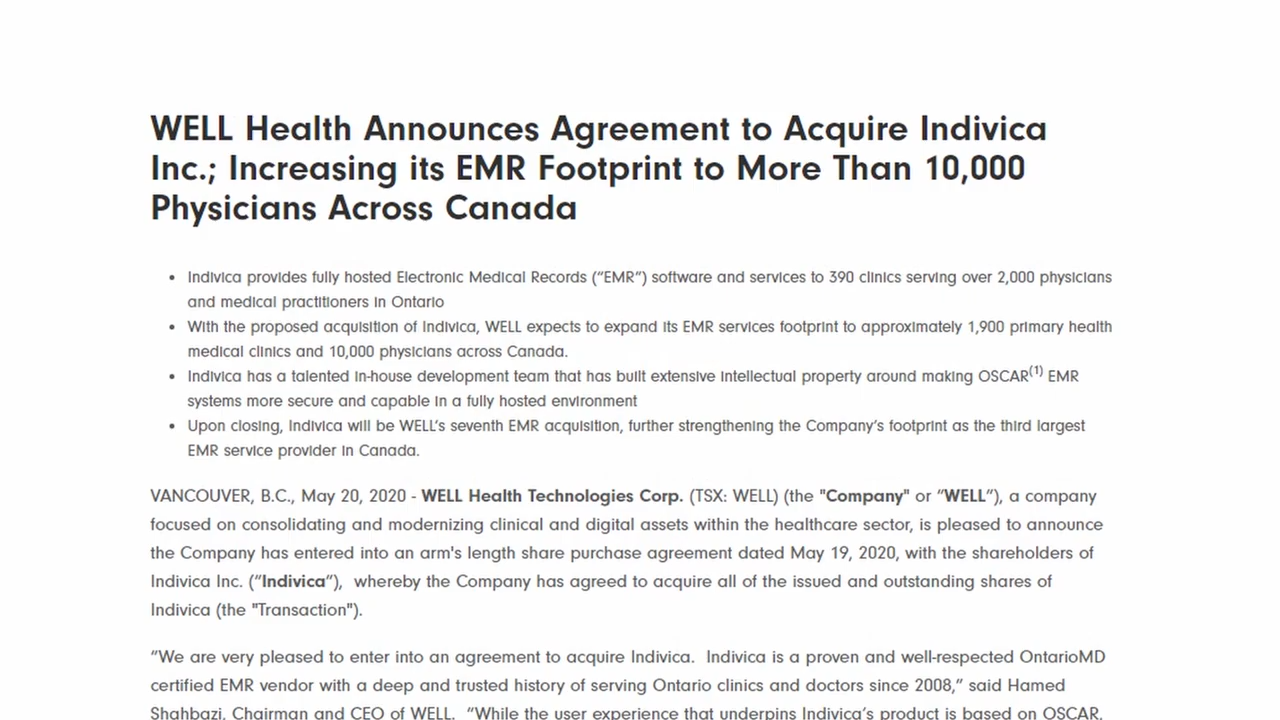 WELL Health Announces Agreement to Acquire Indivica
Inc.; Increasing its EMR Footprint to More Than 10,000
Physicians Across Canada
• Indivica provides fully hosted Electronic Medical Records (“EMR”) software and services to 390 clinics serving over 2,000 physicians
and medical practitioners in Ontario
• With the proposed acquisition of Indivica, WELL expects to expand its EMR services footprint to approximately 1,900 primary health
medical clinics and 10,000 physicians across Canada.
• Indivica has a talented in-house development team that has built extensive intellectual property around making OSCAR(1) EMR
systems more secure and capable in a fully hosted environment
• Upon closing, Indivica will be WELL’s seventh EMR acquisition, further strengthening the Company’s footprint as the third largest
EMR service provider in Canada.
VANCOUVER, B.C., May 20, 2020 - WELL Health Technologies Corp. (TSX: WELL) (the "Company" or “WELL”), a company
focused on consolidating and modernizing clinical and digital assets within the healthcare sector, is pleased to announce
the Company has entered into an arm's length share purchase agreement dated May 19, 2020, with the shareholders of
Indivica Inc. (“Indivica”), whereby the Company has agreed to acquire all of the issued and outstanding shares of
Indivica (the "Transaction").
“We are very pleased to enter into an agreement to acquire Indivica. Indivica is a proven and well-respected OntarioMD
certified EMR vendor with a deep and trusted history of serving Ontario clinics and doctors since 2008,” said Hamed
Shahbazi, Chairman and CEO of WELL. “While the user experience that underpins Indivica’s product is based on OSCAR,